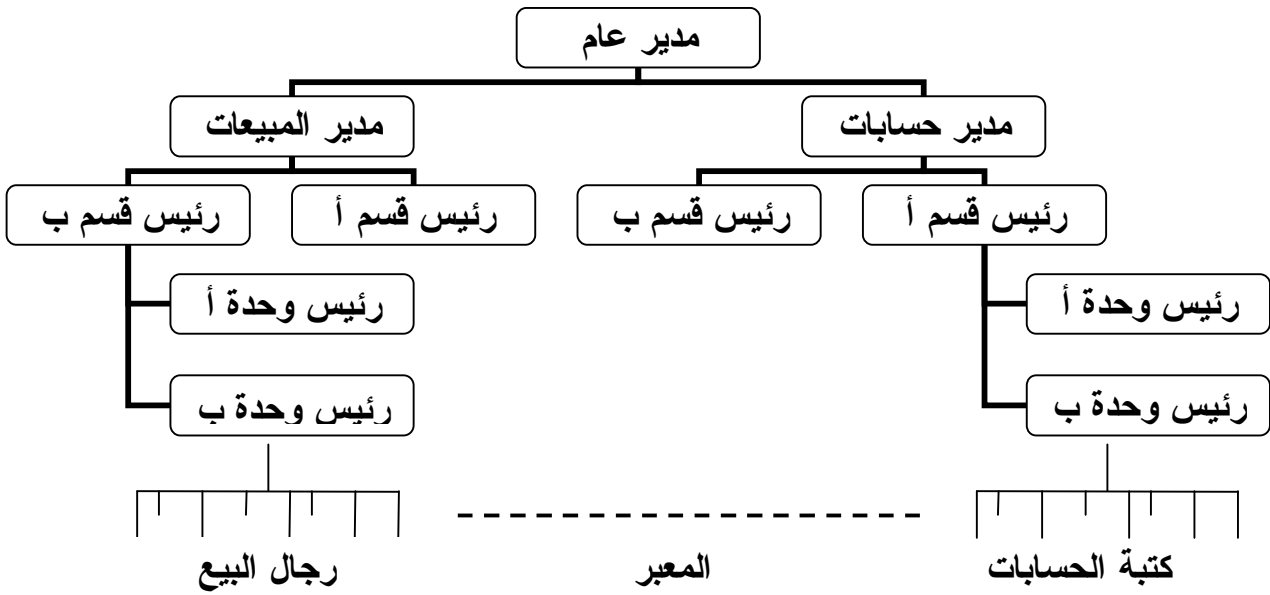 مدير عام
مدير حسابات
مدير المبيعات
رئيس قسم أ
رئيس قسم ب
رئيس قسم أ
رئيس قسم ب
رئيس وحدة أ
رئيس وحدة أ
رئيس وحدة ب
رئيس وحدة ب
كتبة الحسابات
المعبر
رجال البيع